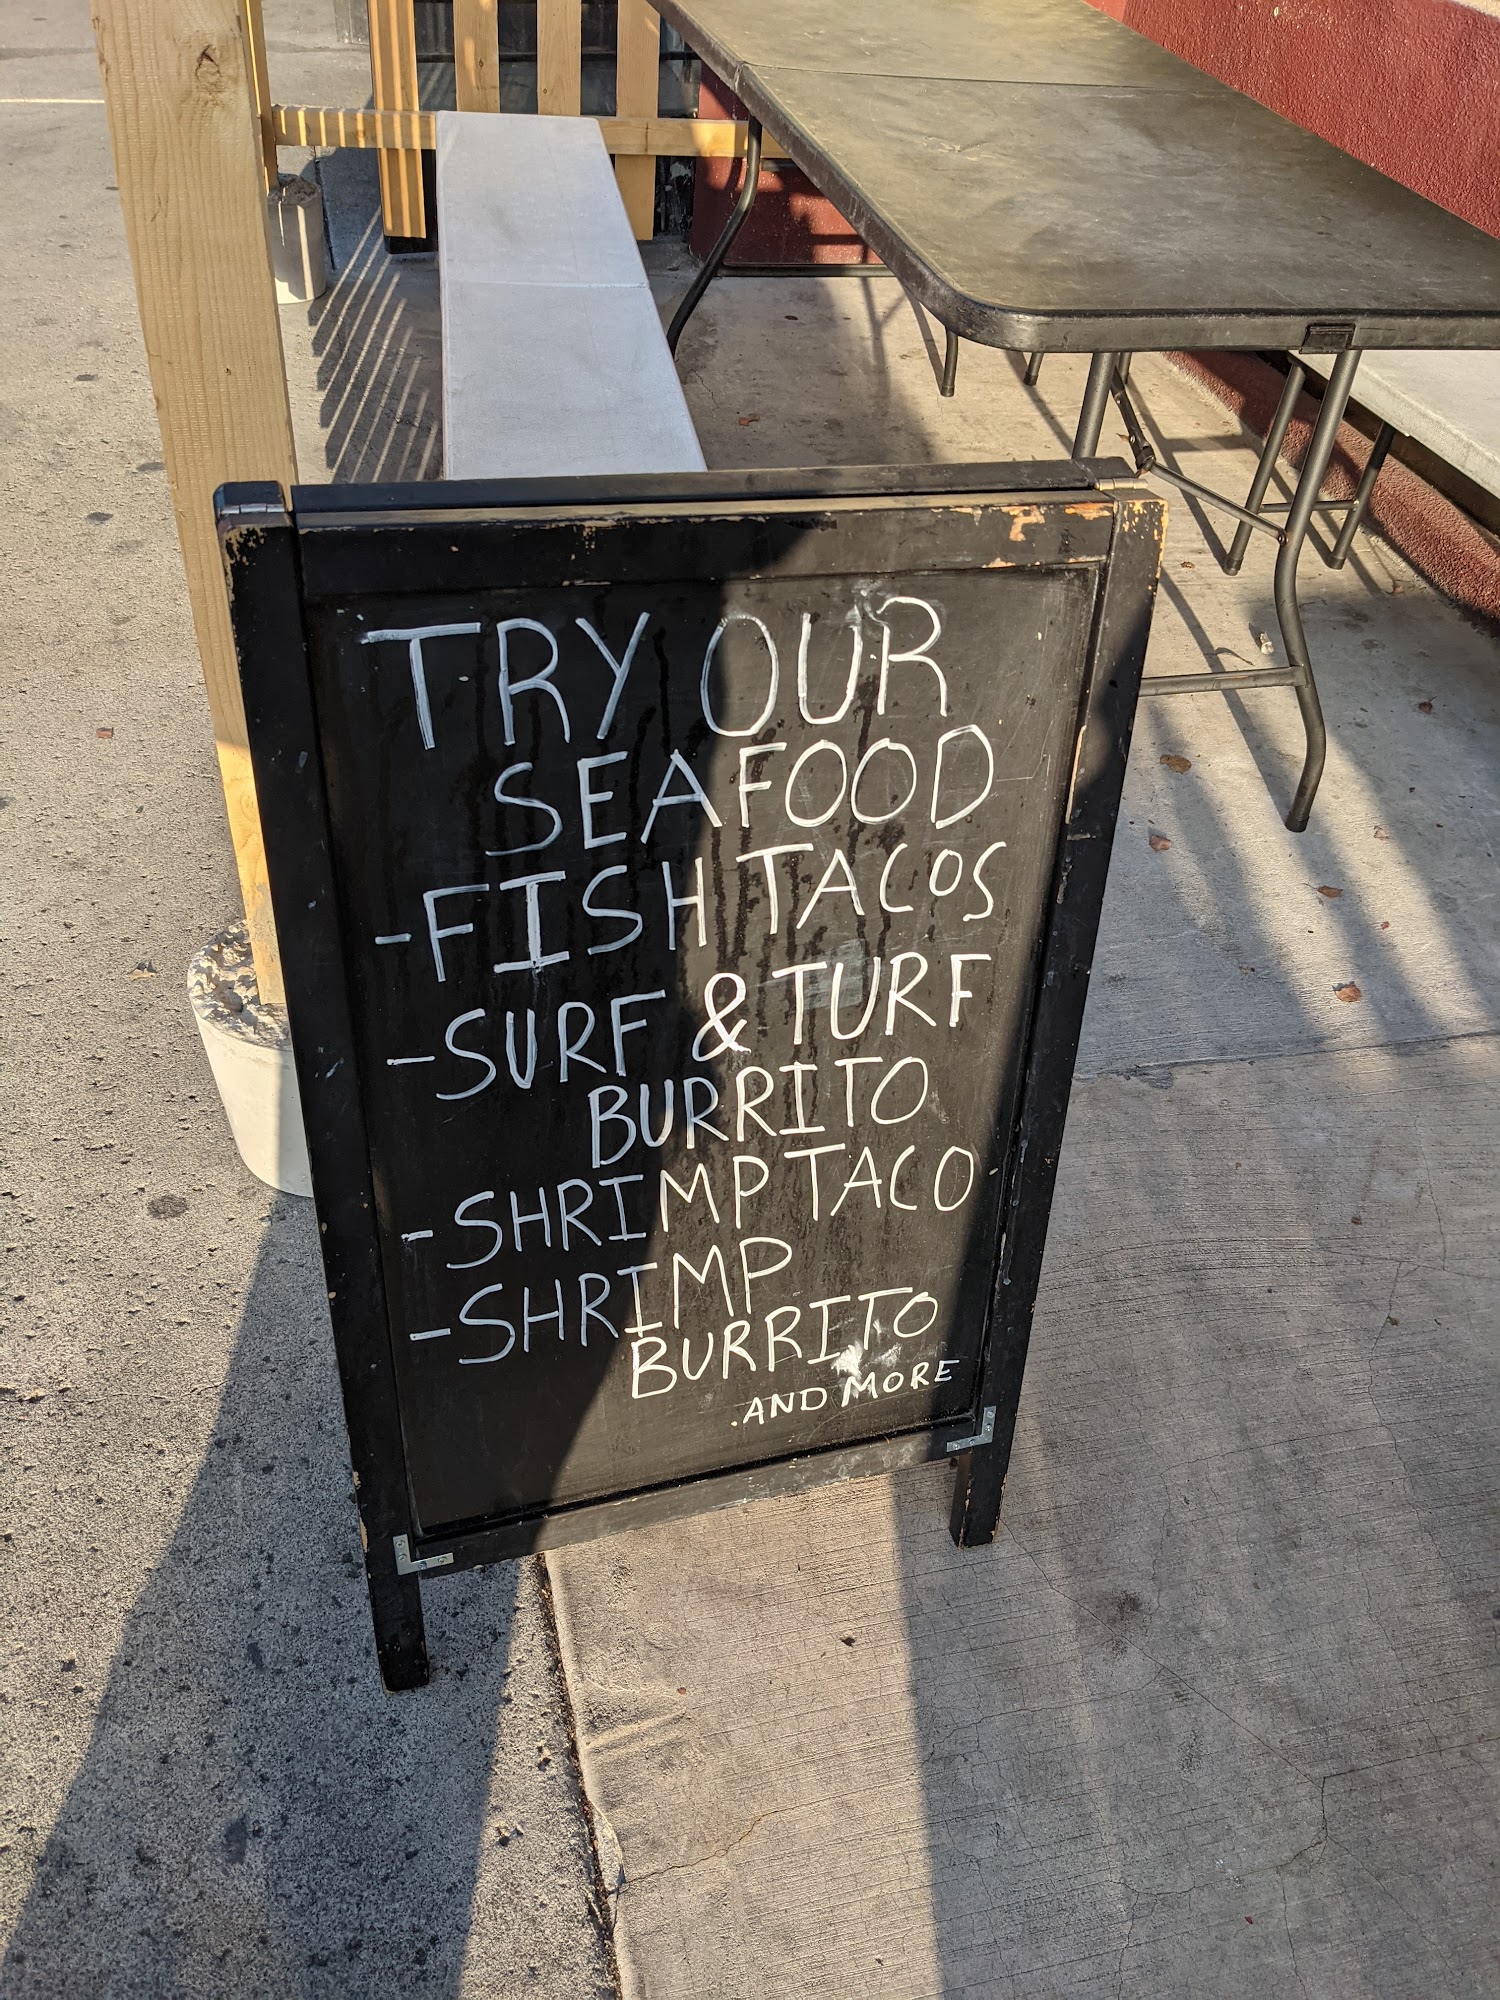 TRY OUR
SEAFOOD
-FISH TACOS
-SURF & TURF
BURRITO
-SHRIMP TACO
-SHRIMP
BURRITO
.AND MORE